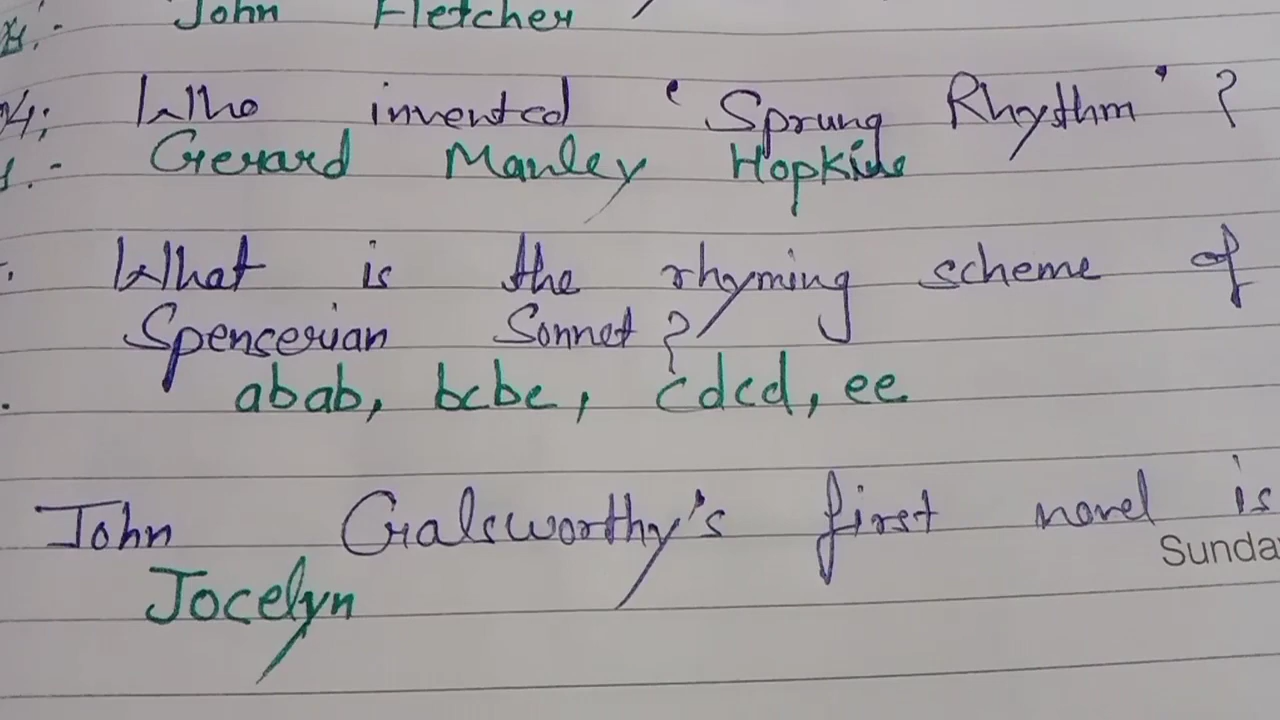 John Fletcher
Who invented 'Sprung Rhythm'?
Gerard Manley Hopkins
What is the rhyming scheme of
Spencerian Sonnet?
abab, bcbc, cdcd, ee
John Galsworthy's first novel is
Sunda
Jocelyn